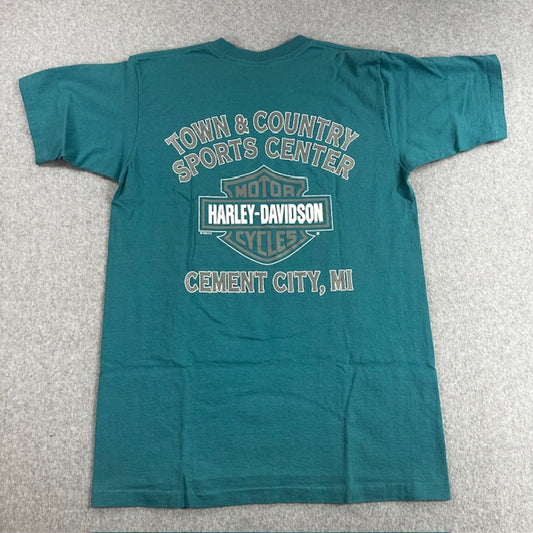 TOWN & COUNTRY
SPORTS CENTER
MOTOR
HARLEY-DAVIDSON
CYCLES
®
CEMENT CITY, MI